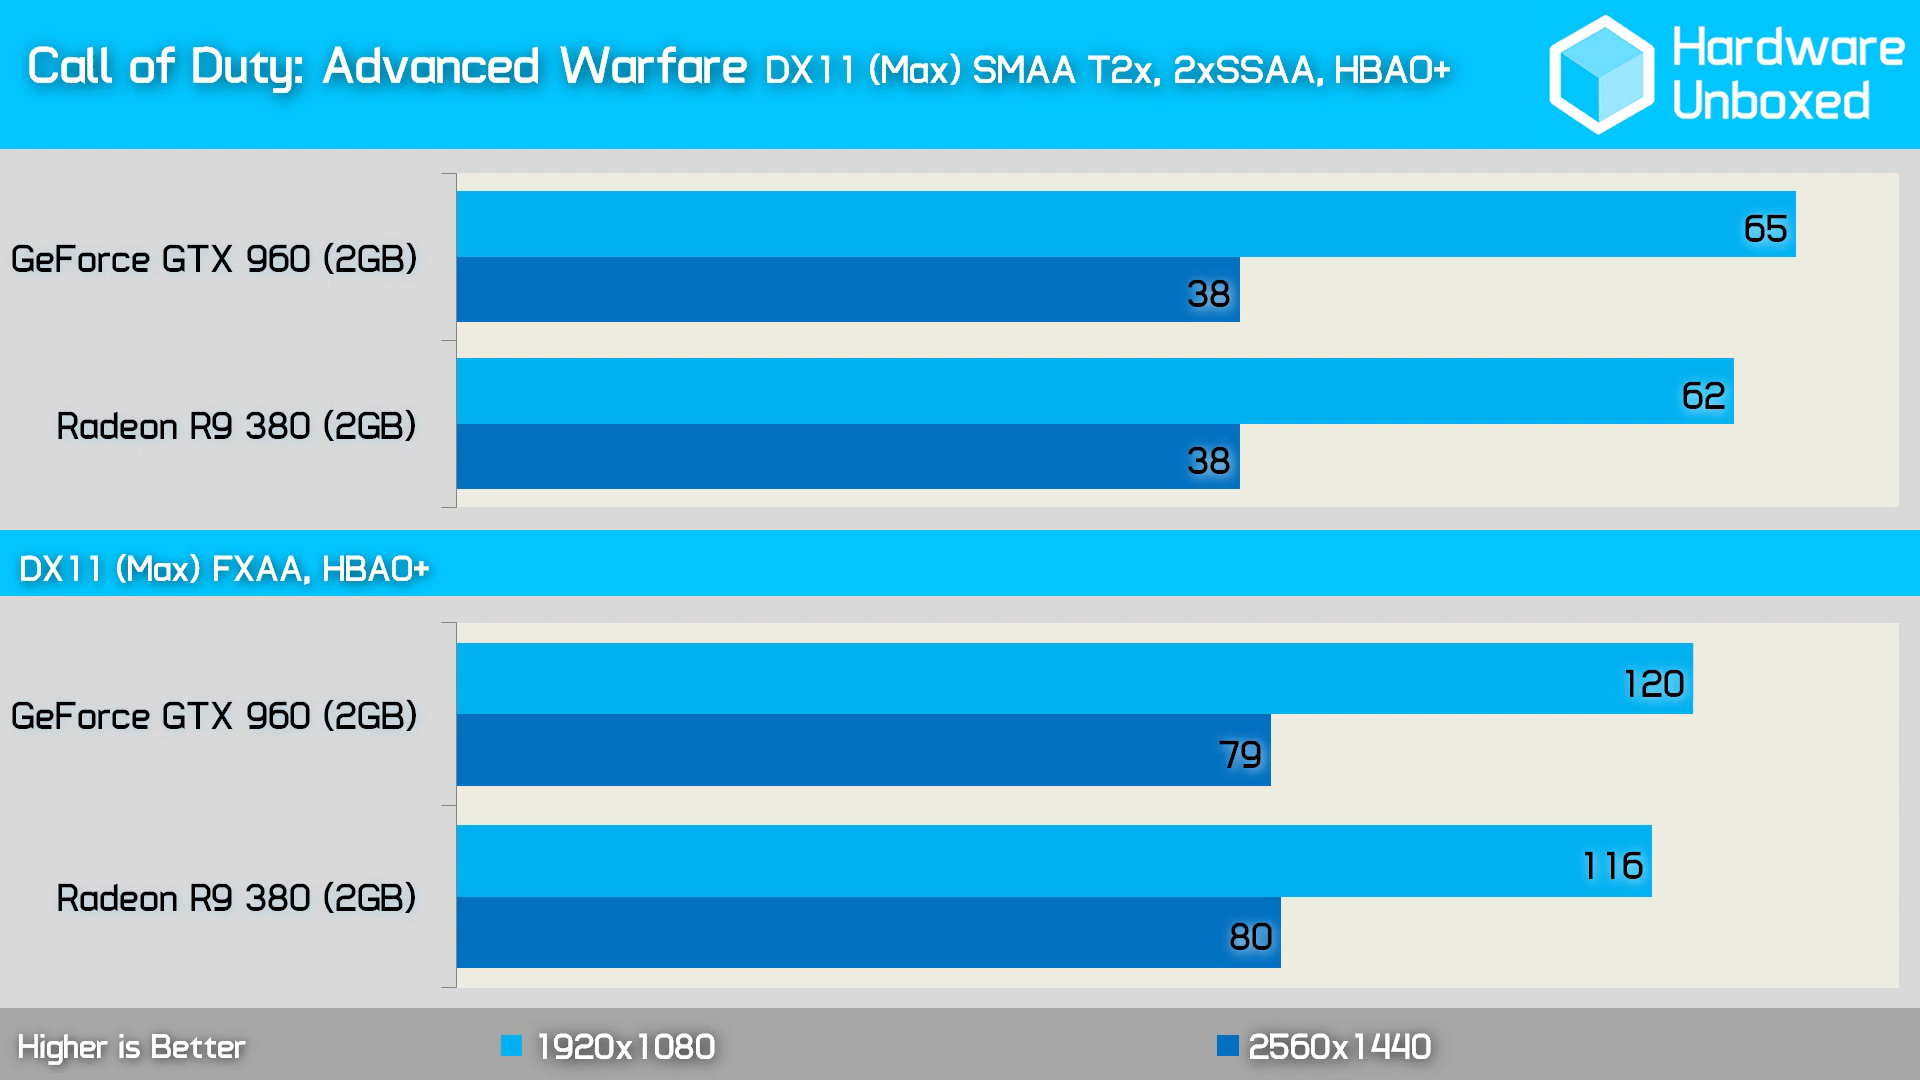 Call of Duty: Advanced Warfare DX11 (Max) SMAA T2x, 2xSSAA, HBAO+
Hardware
Unboxed
GeForce GTX 960 (2GB)
65
38
Radeon R9 380 (2GB)
62
38
DX11 (Max) FXAA, HBAO+
GeForce GTX 960 (2GB)
120
79
Radeon R9 380 (2GB)
116
80
Higher is Better
1920x1080
2560x1440